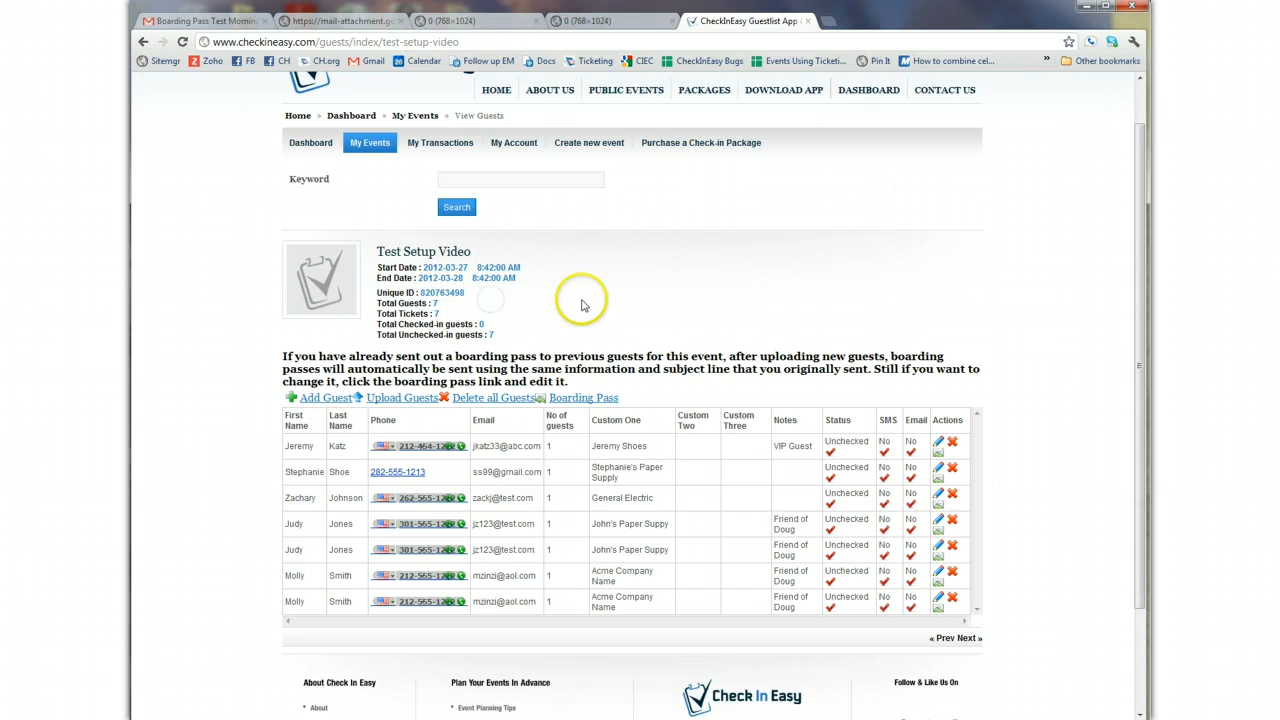 Boarding Pass Test Mornin
https://mail-attachment.go
0 (768×1024)
0 (768×1024)
CheckInEasy Guestlist App
www.checkineasy.com/guests/index/test-setup-video
Sitemgr Zoho FB CH CH.org Gmail Calendar Follow up EM Docs Ticketing CIEC CheckInEasy Bugs Events Using Ticketi... Pin It How to combine cel... » Other bookmarks
HOME ABOUT US PUBLIC EVENTS PACKAGES DOWNLOAD APP DASHBOARD CONTACT US
Home » Dashboard » My Events » View Guests
Dashboard My Events My Transactions My Account Create new event Purchase a Check-in Package
Keyword
Search
Test Setup Video
Start Date : 2012-03-27 8:42:00 AM
End Date : 2012-03-28 8:42:00 AM
Unique ID : 820763498
Total Guests : 7
Total Tickets : 7
Total Checked-in guests : 0
Total Unchecked-in guests : 7
If you have already sent out a boarding pass to previous guests for this event, after uploading new guests, boarding
passes will automatically be sent using the same information and subject line that you originally sent. Still if you want to
change it, click the boarding pass link and edit it.
Add Guest Upload Guests Delete all Guests Boarding Pass
First Name Last Name Phone Email No of guests Custom One Custom Two Custom Three Notes Status SMS Email Actions
Jeremy Katz jkatz33@abc.com 1 Jeremy Shoes VIP Guest Unchecked No No
Stephanie Shoe 282-555-1213 ss99@gmail.com 1 Stephanie's Paper Supply Unchecked No No
Zachary Johnson zackj@test.com 1 General Electric Unchecked No No
Judy Jones jz123@test.com 1 John's Paper Suppy Friend of Doug Unchecked No No
Judy Jones jz123@test.com 1 John's Paper Suppy Friend of Doug Unchecked No No
Molly Smith mzinzi@aol.com 1 Acme Company Name Friend of Doug Unchecked No No
Molly Smith mzinzi@aol.com 1 Acme Company Name Friend of Doug Unchecked No No
« Prev Next »
About Check In Easy
Plan Your Events In Advance
Check In Easy
Follow & Like Us On
About
Event Planning Tips